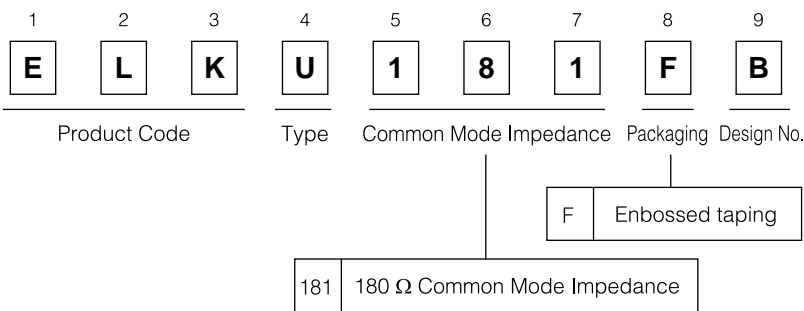 1 2 3 4 5 6 7 8 9
E L K U 1 8 1 F B
Product Code Type Common Mode Impedance Packaging Design No.
F Enbossed taping
181 180 Ω Common Mode Impedance